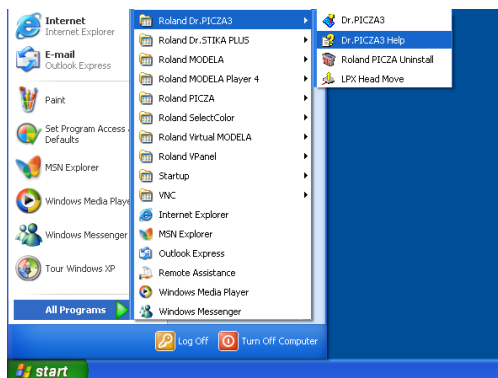 Internet
Internet Explorer
E-mail
Outlook Express
Paint
Set Program Access
Defaults
MSN Explorer
Windows Media Playe
Windows Messenger
Tour Windows XP
All Programs
Roland Dr.PICZA3
Roland Dr.STIKA PLUS
Roland MODELA
Roland MODELA Player 4
Roland PICZA
Roland SelectColor
Roland Virtual MODELA
Roland VPanel
Startup
VNC
Internet Explorer
MSN Explorer
Outlook Express
Remote Assistance
Windows Media Player
Windows Messenger
Dr.PICZA3
Dr.PICZA3 Help
Roland PICZA Uninstall
LPX Head Move
Log Off
Turn Off Computer
start